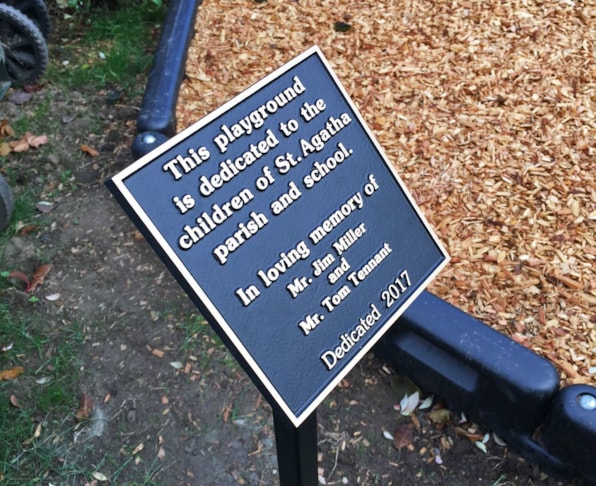 This playground
is dedicated to the
children of St. Agatha
parish and school.
In loving memory of
Mr. Jim Miller
and
Mr. Tom Tennant
Dedicated 2017